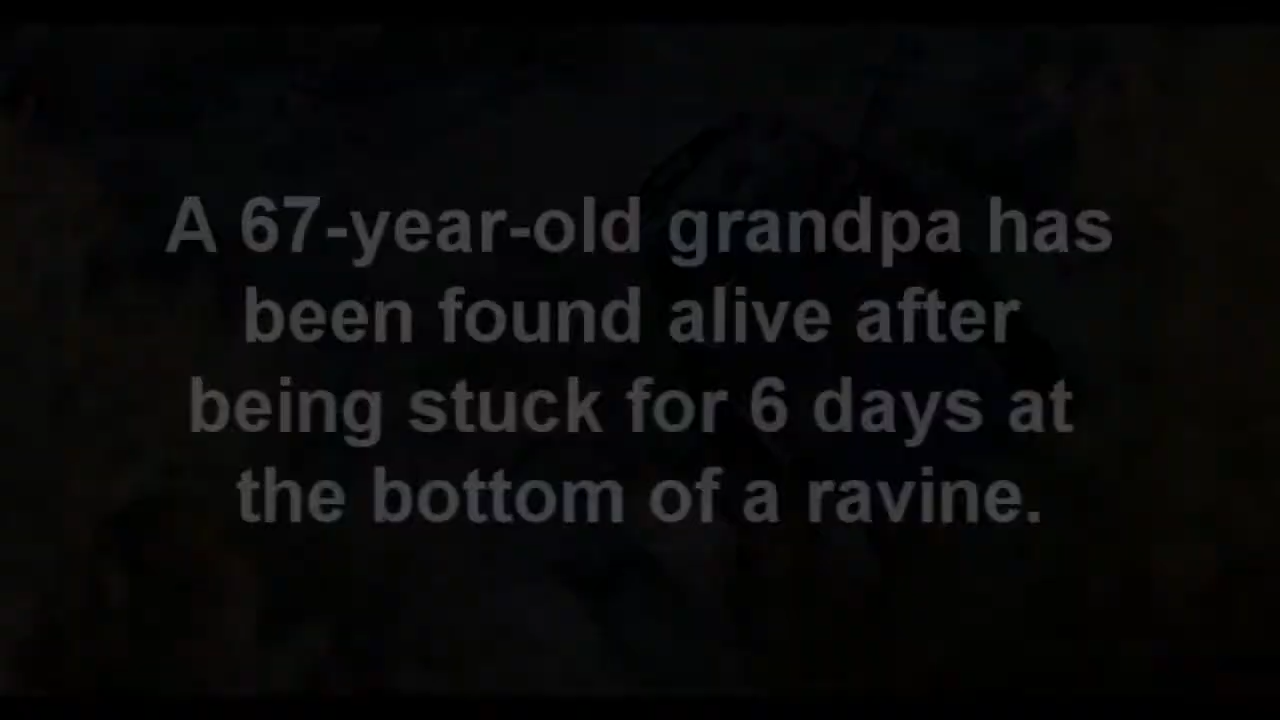 A 67-year-old grandpa has
been found alive after
being stuck for 6 days at
the bottom of a ravine.